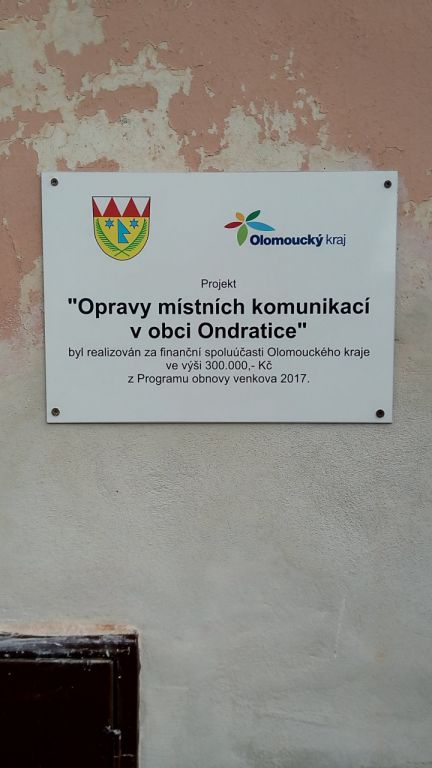 Olomoucký kraj
Projekt
"Opravy místních komunikací
v obci Ondratice"
byl realizován za finanční spoluúčasti Olomouckého kraje
ve výši 300.000,- Kč
z Programu obnovy venkova 2017.